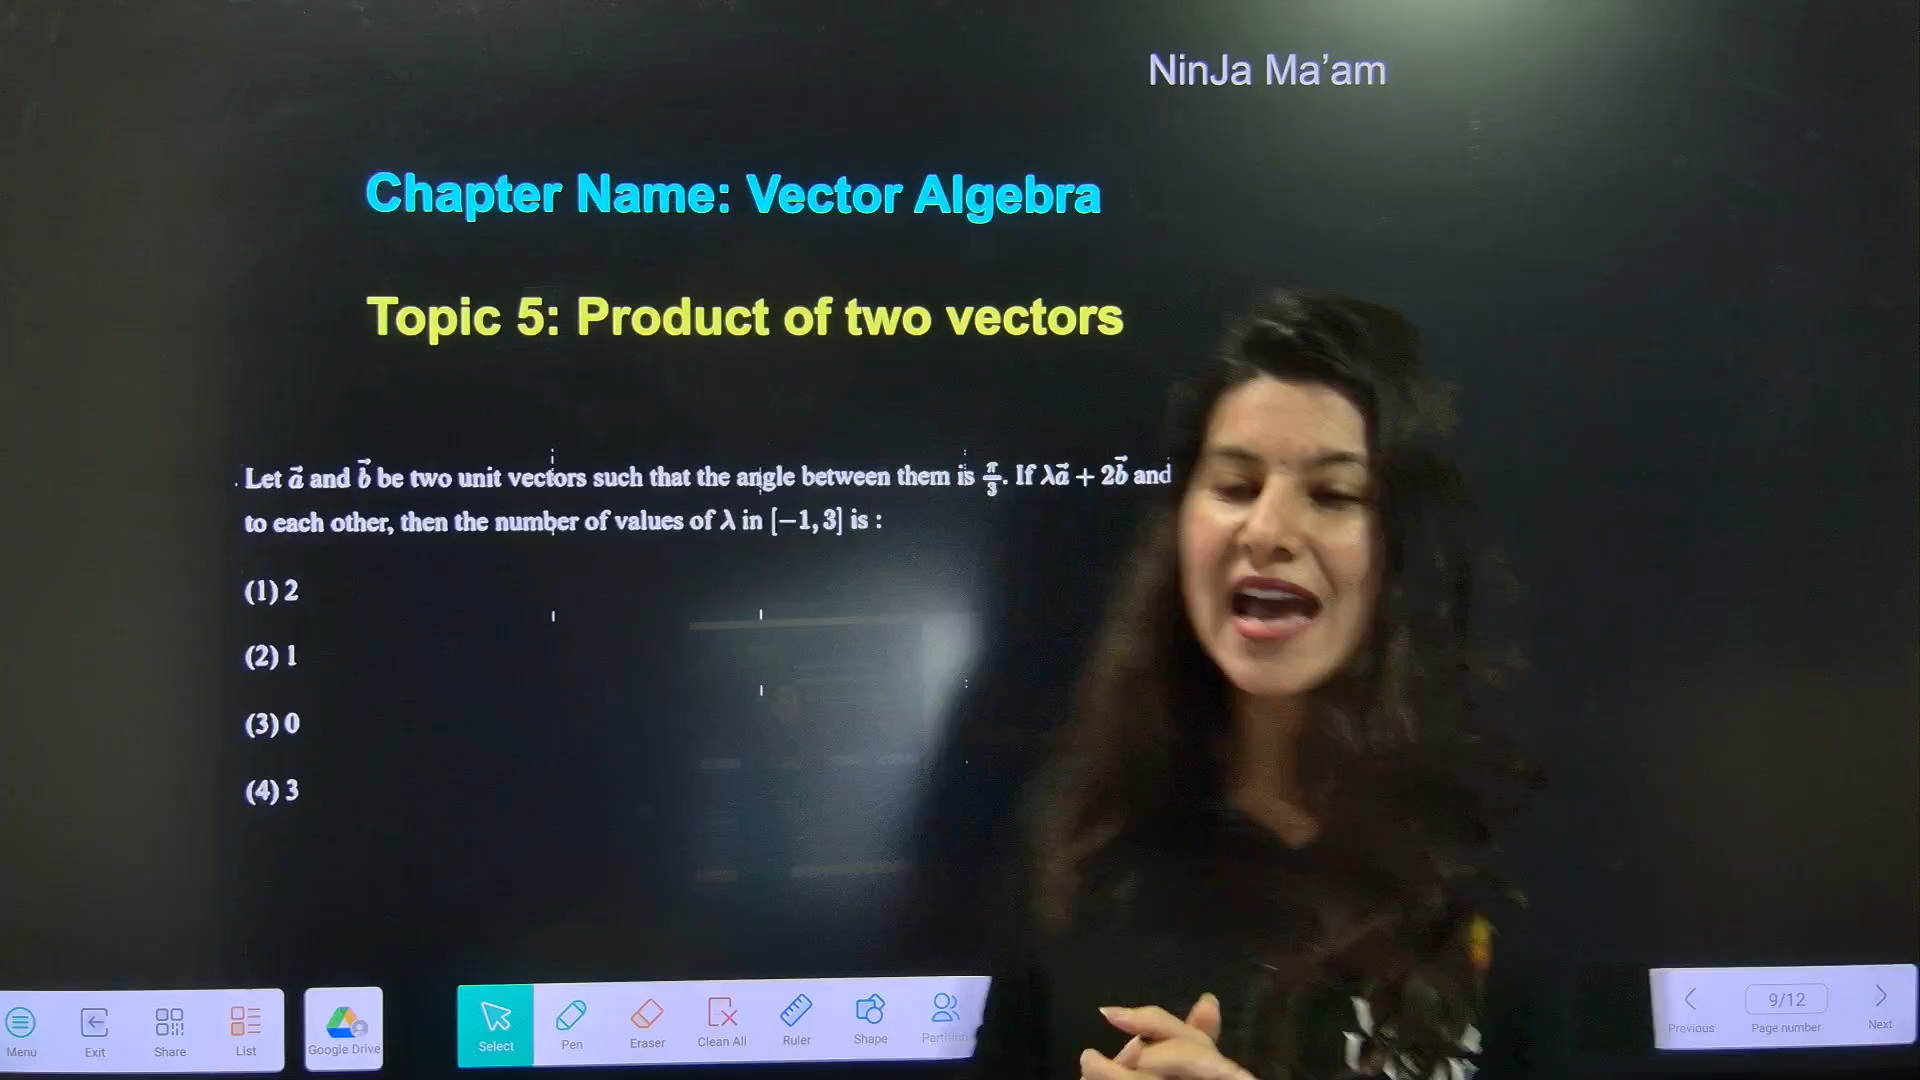 NinJa Ma’am
Chapter Name: Vector Algebra
Topic 5: Product of two vectors
Let a⃗ and b⃗ be two unit vectors such that the angle between them is π/3. If λa⃗ + 2b⃗ and
to each other, then the number of values of λ in [−1, 3] is :
(1) 2
(2) 1
(3) 0
(4) 3
Menu Exit Share List Google Drive Select Pen Eraser Clean All Ruler Shape Previous 9/12 Page number Next